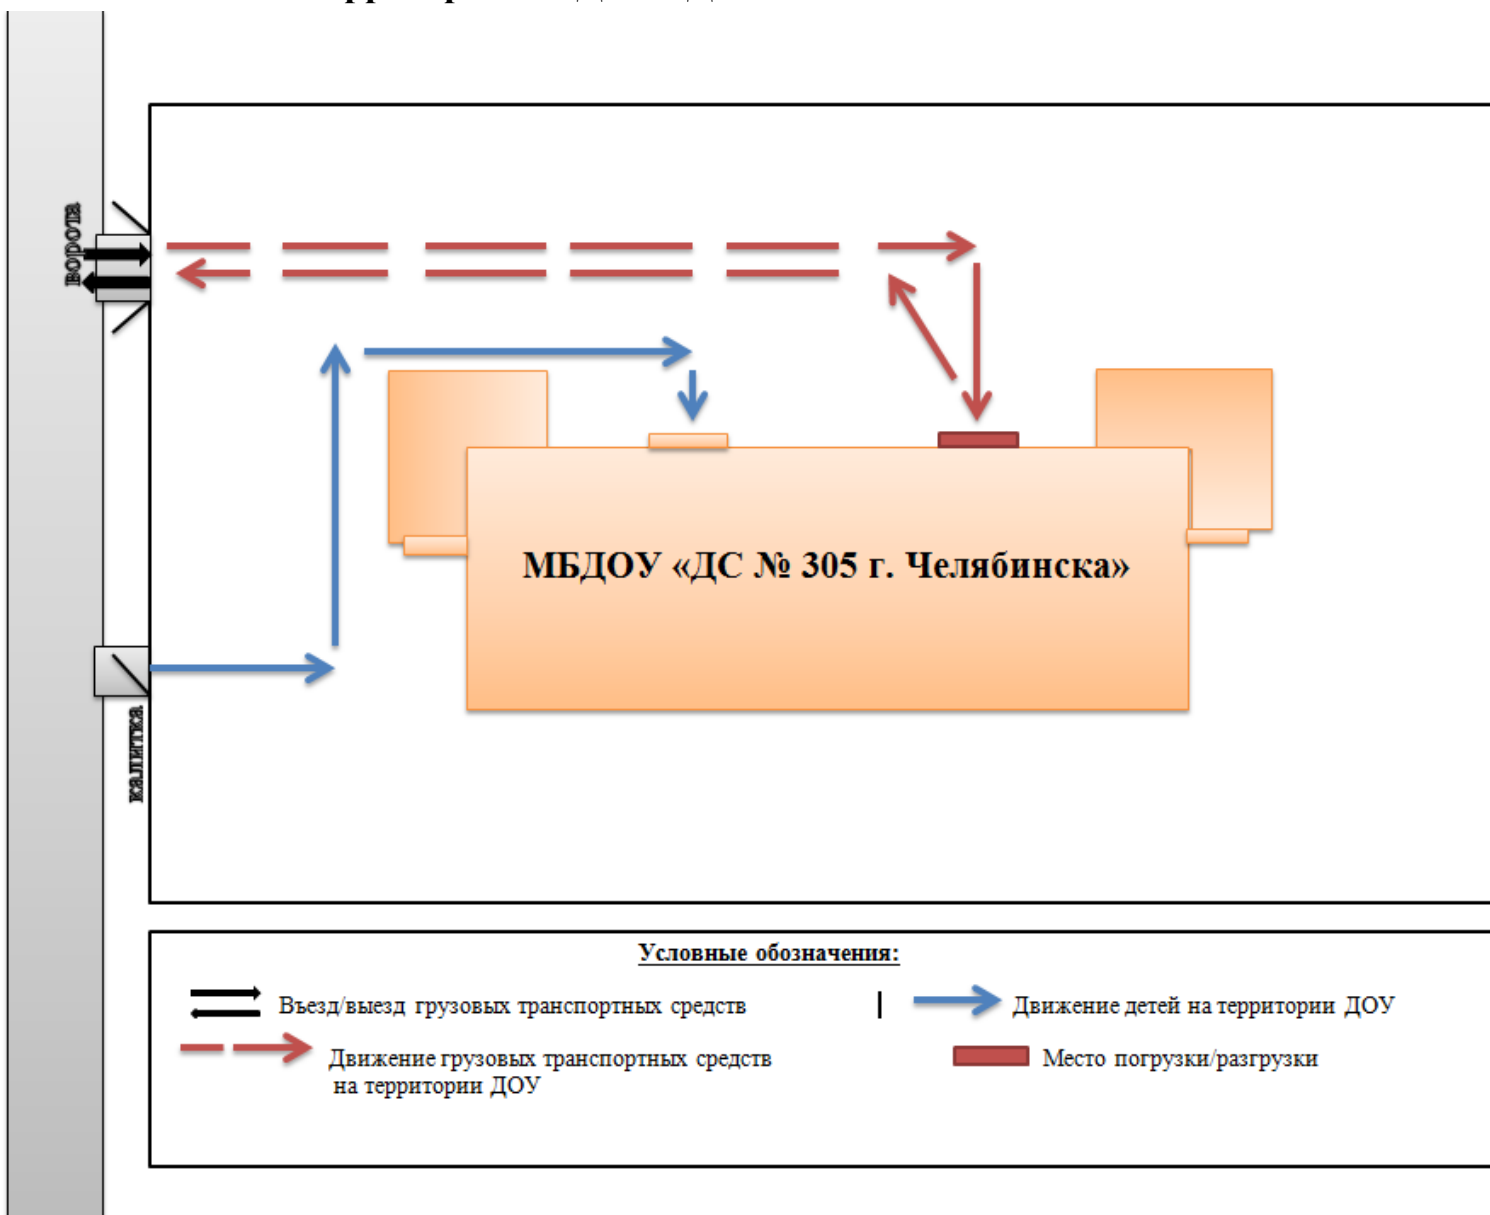 ворота
МБДОУ «ДС № 305 г. Челябинска»
калитка
Условные обозначения:
Въезд/выезд грузовых транспортных средств
Движение детей на территории ДОУ
Движение грузовых транспортных средств
на территории ДОУ
Место погрузки/разгрузки